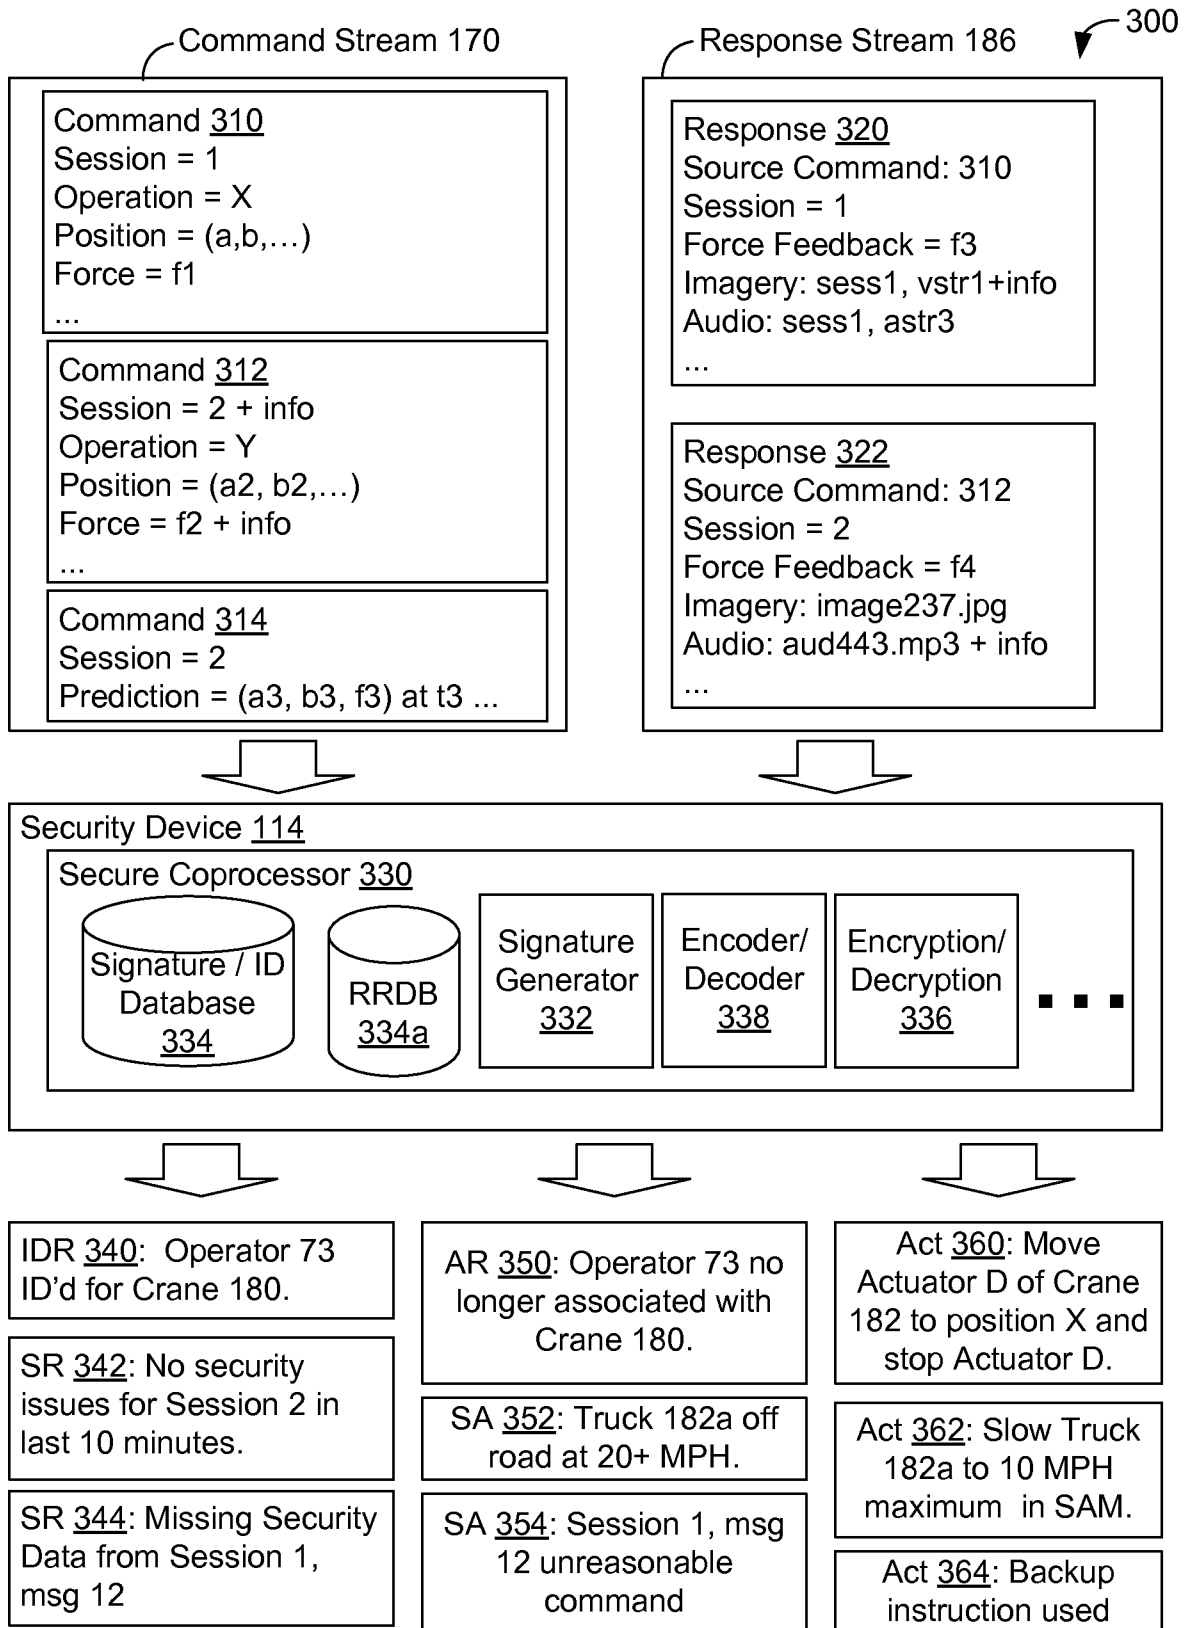 300
Command Stream 170
Response Stream 186
Command 310
Session = 1
Operation = X
Position = (a,b,…)
Force = f1
...
Command 312
Session = 2 + info
Operation = Y
Position = (a2, b2,…)
Force = f2 + info
...
Command 314
Session = 2
Prediction = (a3, b3, f3) at t3 ...
Response 320
Source Command: 310
Session = 1
Force Feedback = f3
Imagery: sess1, vstr1+info
Audio: sess1, astr3
...
Response 322
Source Command: 312
Session = 2
Force Feedback = f4
Imagery: image237.jpg
Audio: aud443.mp3 + info
...
Security Device 114
Secure Coprocessor 330
Signature / ID
Database
334
RRDB
334a
Signature
Generator
332
Encoder/
Decoder
338
Encryption/
Decryption
336
...
IDR 340:  Operator 73
ID'd for Crane 180.
SR 342: No security
issues for Session 2 in
last 10 minutes.
SR 344: Missing Security
Data from Session 1,
msg 12
AR 350: Operator 73 no
longer associated with
Crane 180.
SA 352: Truck 182a off
road at 20+ MPH.
SA 354: Session 1, msg
12 unreasonable
command
Act 360: Move
Actuator D of Crane
182 to position X and
stop Actuator D.
Act 362: Slow Truck
182a to 10 MPH
maximum  in SAM.
Act 364: Backup
instruction used